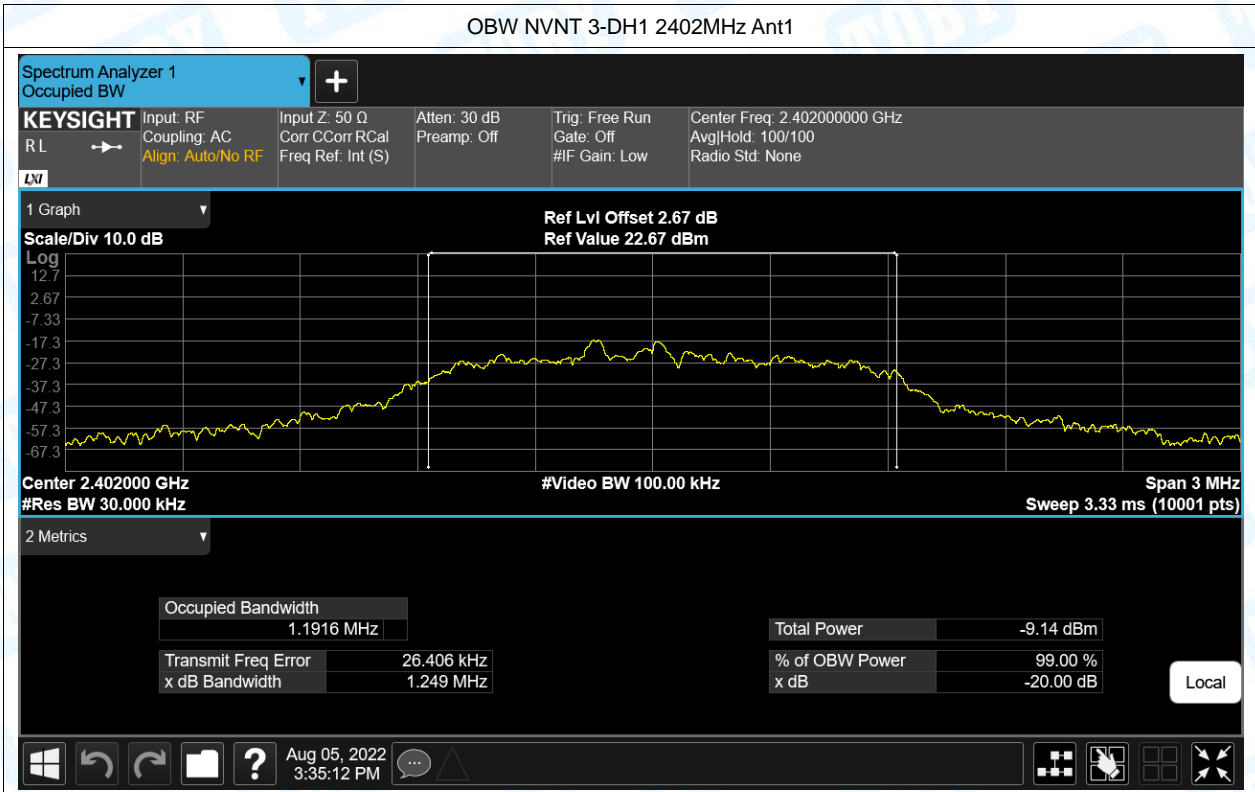 OBW NVNT 3-DH1 2402MHz Ant1
Spectrum Analyzer 1
Occupied BW
KEYSIGHT
R L
LXI
Input: RF
Coupling: AC
Align: Auto/No RF
Input Z: 50 Ω
Corr CCorr RCal
Freq Ref: Int (S)
Atten: 30 dB
Preamp: Off
Trig: Free Run
Gate: Off
#IF Gain: Low
Center Freq: 2.402000000 GHz
Avg|Hold: 100/100
Radio Std: None
1 Graph
Scale/Div 10.0 dB
Ref Lvl Offset 2.67 dB
Ref Value 22.67 dBm
Log
12.7
2.67
-7.33
-17.3
-27.3
-37.3
-47.3
-57.3
-67.3
Center 2.402000 GHz
#Video BW 100.00 kHz
Span 3 MHz
#Res BW 30.000 kHz
Sweep 3.33 ms (10001 pts)
2 Metrics
Occupied Bandwidth
1.1916 MHz
Total Power -9.14 dBm
Transmit Freq Error 26.406 kHz
% of OBW Power 99.00 %
x dB Bandwidth 1.249 MHz
x dB -20.00 dB
Local
?
Aug 05, 2022
3:35:12 PM